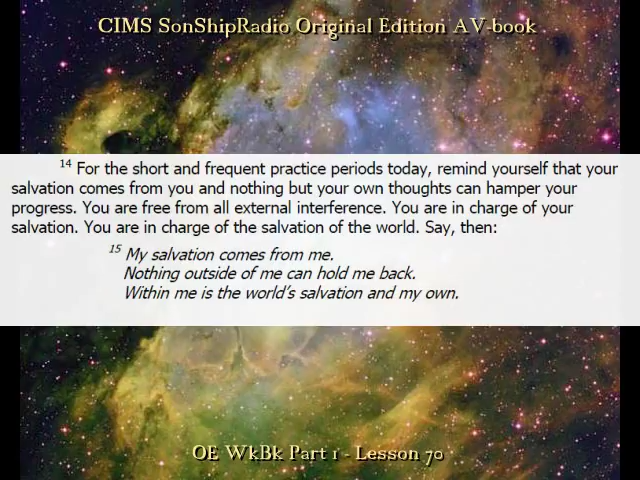 CIMS SonShipRadio Original Edition AV-book
14 For the short and frequent practice periods today, remind yourself that your
salvation comes from you and nothing but your own thoughts can hamper your
progress. You are free from all external interference. You are in charge of your
salvation. You are in charge of the salvation of the world. Say, then:
15 My salvation comes from me.
Nothing outside of me can hold me back.
Within me is the world's salvation and my own.
OE WkBk Part 1 - Lesson 70